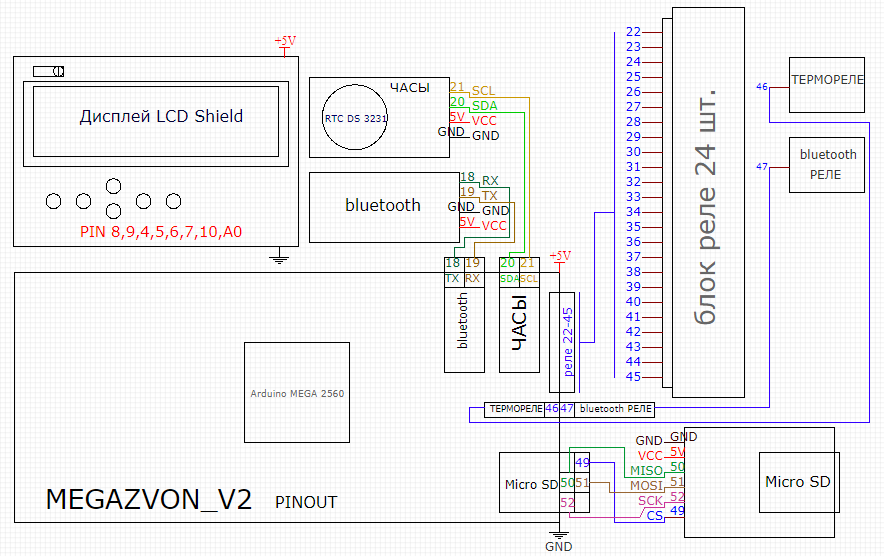 +5V
Дисплей LCD Shield
PIN 8,9,4,5,6,7,10,A0
ЧАСЫ
RTC DS 3231
21 SCL
20 SDA
5V VCC
GND GND
bluetooth
18 RX
19 TX
GND GND
5V VCC
18 19
TX RX
bluetooth
20 21
SDA SCL
ЧАСЫ
+5V
реле 22-45
22
23
24
25
26
27
28
29
30
31
32
33
34
35
36
37
38
39
40
41
42
43
44
45
блок реле 24 шт.
46
ТЕРМОРЕЛЕ
47
bluetooth
РЕЛЕ
ТЕРМОРЕЛЕ 46 47 bluetooth РЕЛЕ
Arduino MEGA 2560
MEGAZVON_V2 PINOUT
Micro SD
49
50 51
52
GND
GND GND
VCC 5V
MISO 50
MOSI 51
SCK 52
CS 49
Micro SD